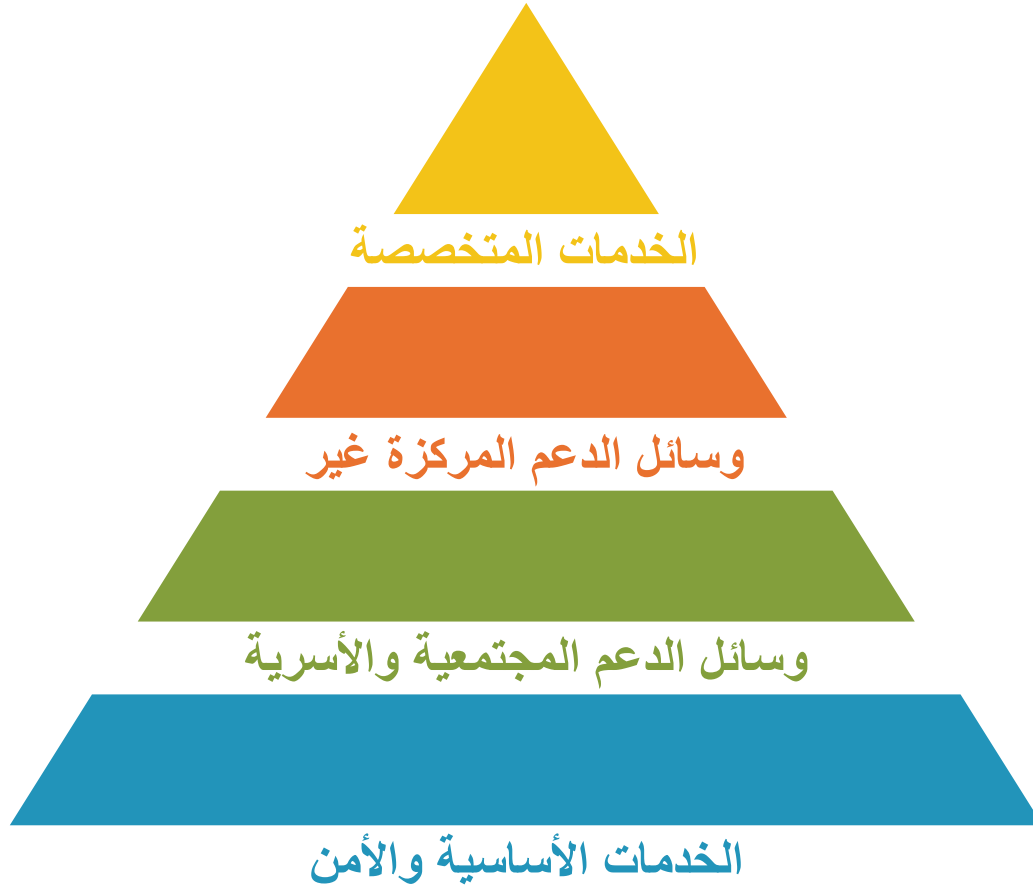 الخدمات المتخصصة
وسائل الدعم المركزة غير
وسائل الدعم المجتمعية والأسرية
الخدمات الأساسية والأمن